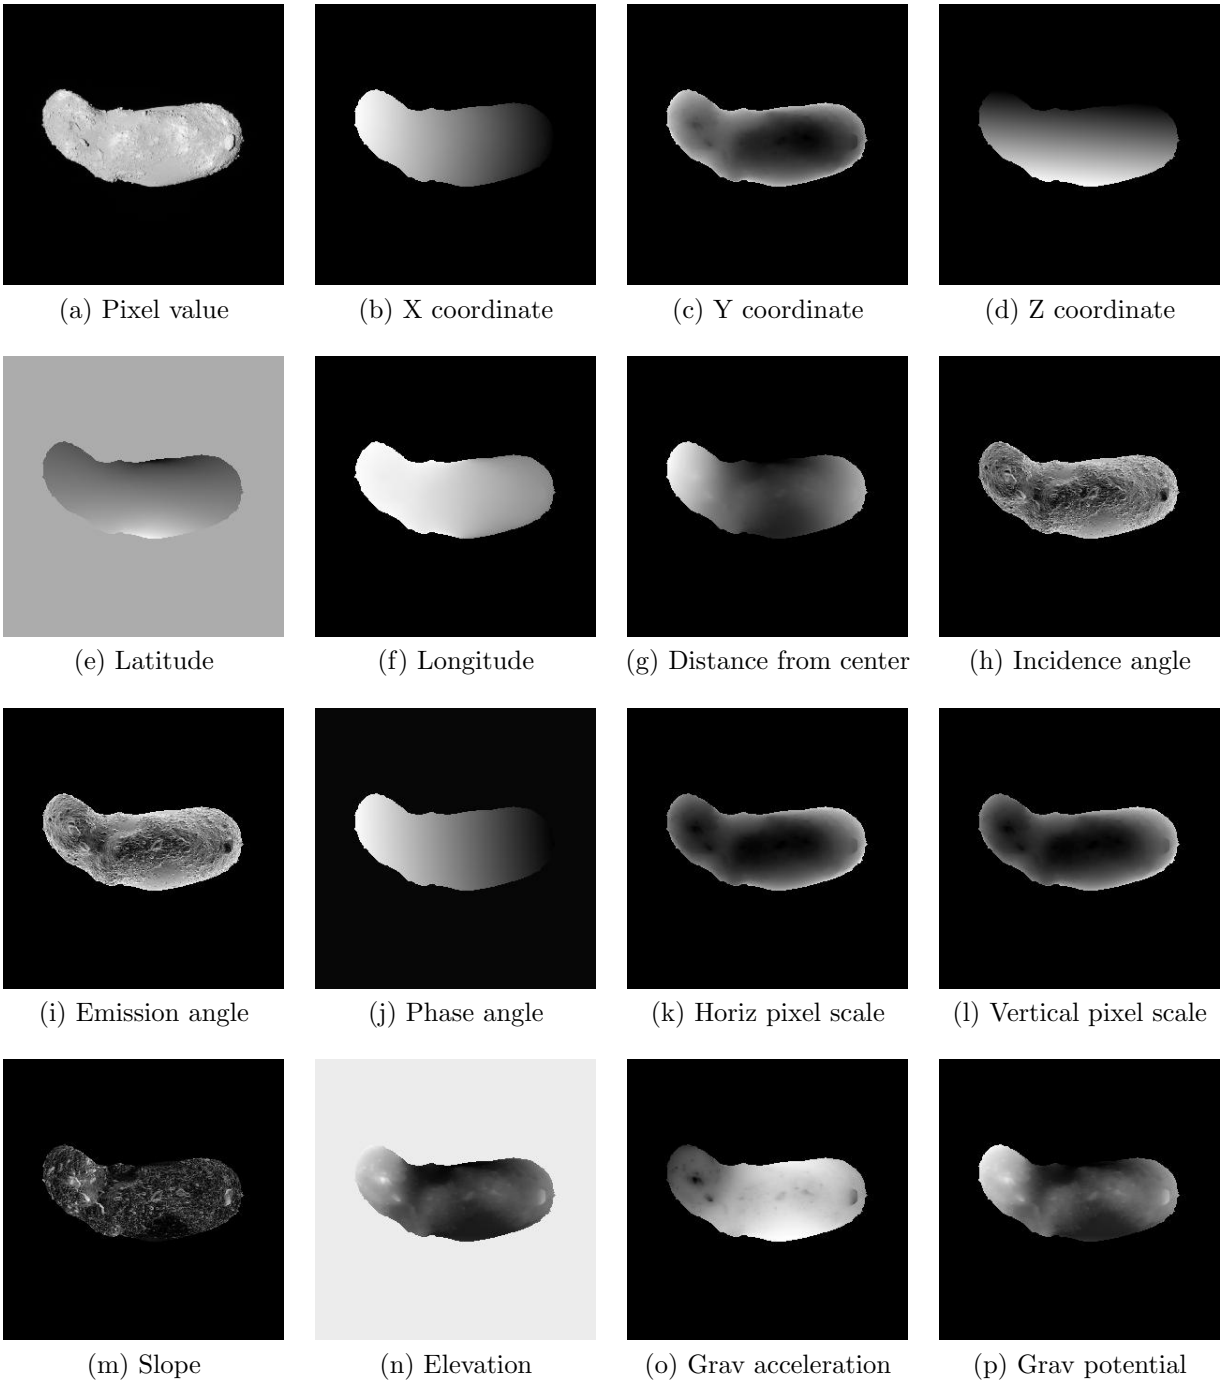 (a) Pixel value
(b) X coordinate
(c) Y coordinate
(d) Z coordinate
(e) Latitude
(f) Longitude
(g) Distance from center
(h) Incidence angle
(i) Emission angle
(j) Phase angle
(k) Horiz pixel scale
(l) Vertical pixel scale
(m) Slope
(n) Elevation
(o) Grav acceleration
(p) Grav potential